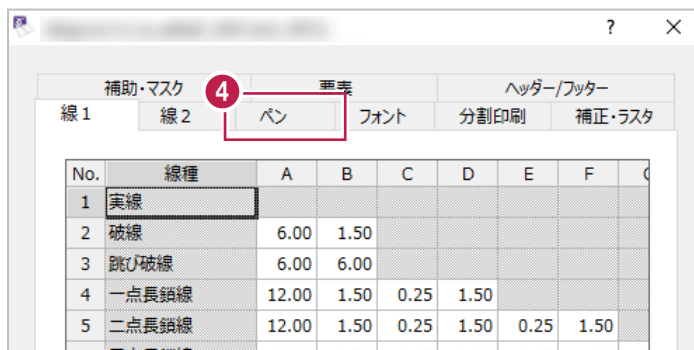 ?
補助・マスク 要素 ヘッダー/フッター
4
線1 線2 ペン フォント 分割印刷 補正・ラスタ
No. 線種 A B C D E F
1 実線
2 破線 6.00 1.50
3 跳び破線 6.00 6.00
4 一点長鎖線 12.00 1.50 0.25 1.50
5 二点長鎖線 12.00 1.50 0.25 1.50 0.25 1.50